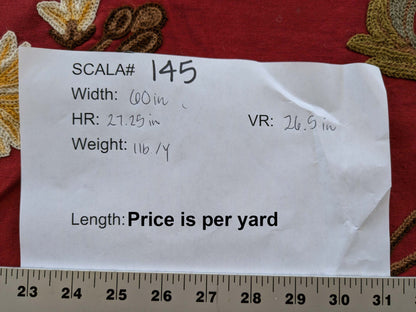 SCALA# 145
Width: 60in
HR: 27.25 in VR: 26.5 in
Weight: 1lb/y
Length: Price is per yard
23 24 25 26 27 28 29 30 31